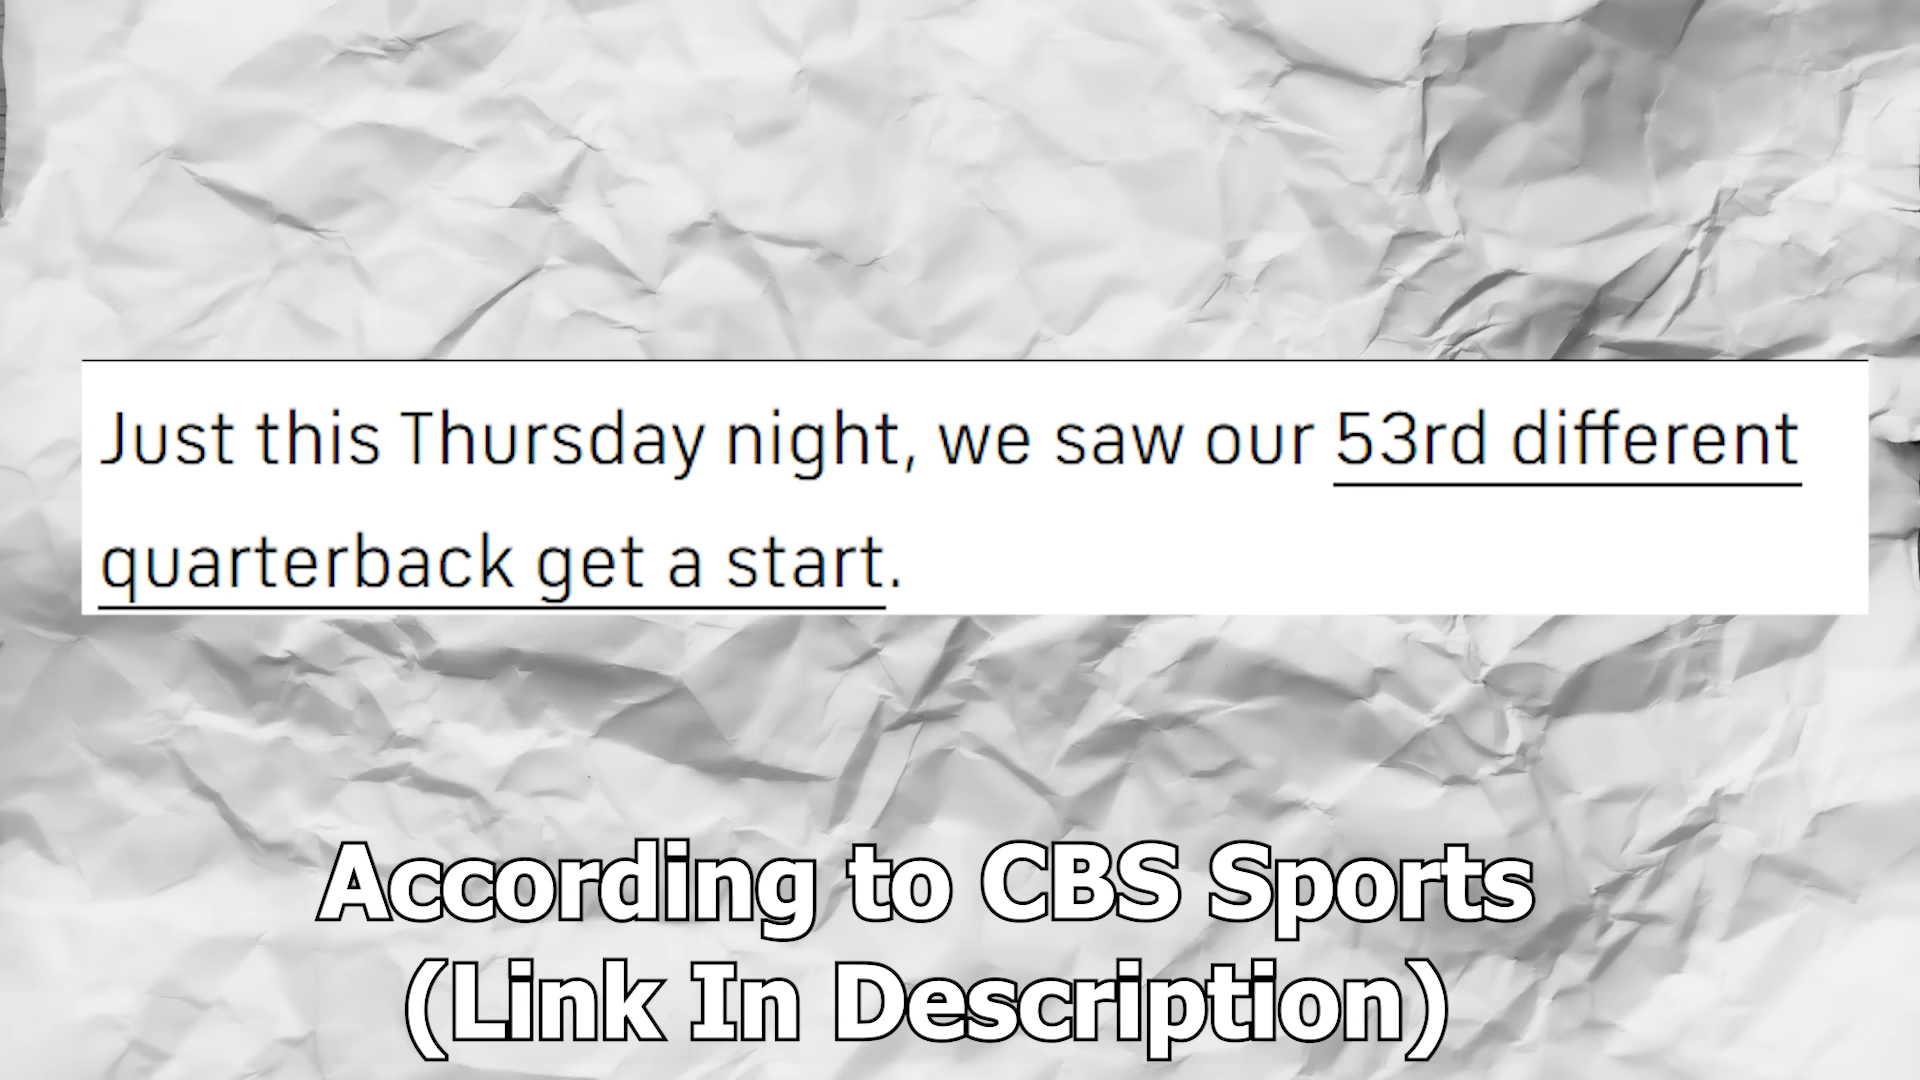 Just this Thursday night, we saw our 53rd different
quarterback get a start.
According to CBS Sports
(Link In Description)